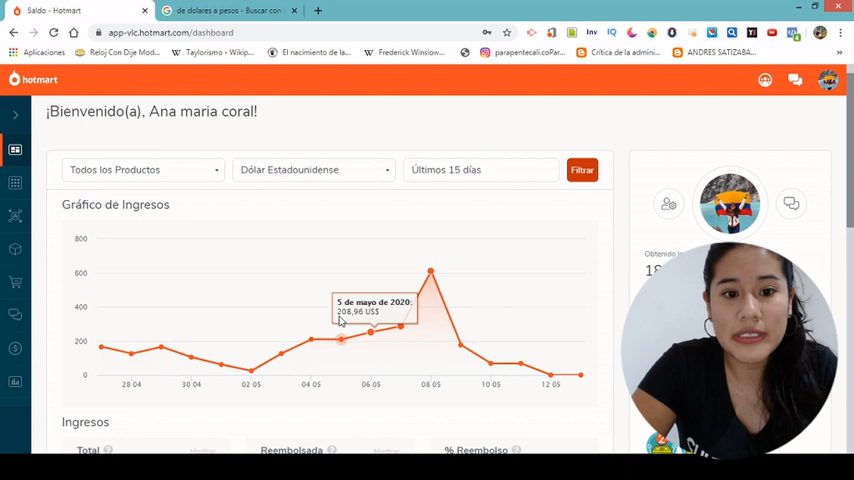 Saldo - Hotmart
de dolares a pesos - Buscar con
app-vlc.hotmart.com/dashboard
Inv
IQ
Y!
Aplicaciones
Reloj Con Dije Mod...
Taylorismo - Wikip...
El nacimiento de la...
Frederick Winslow...
parapentecali.coPar...
Crítica de la admini...
ANDRES SATIZABA...
hotmart
¡Bienvenido(a), Ana maria coral!
Todos los Productos
Dólar Estadounidense
Últimos 15 días
Filtrar
Gráfico de Ingresos
800
600
400
200
0
5 de mayo de 2020:
208,96 US$
28 04
30 04
02 05
04 05
06 05
08 05
10 05
12 05
Obtenido
Ingresos
Total
Mostrar
Reembolsada
Mostrar
% Reembolso